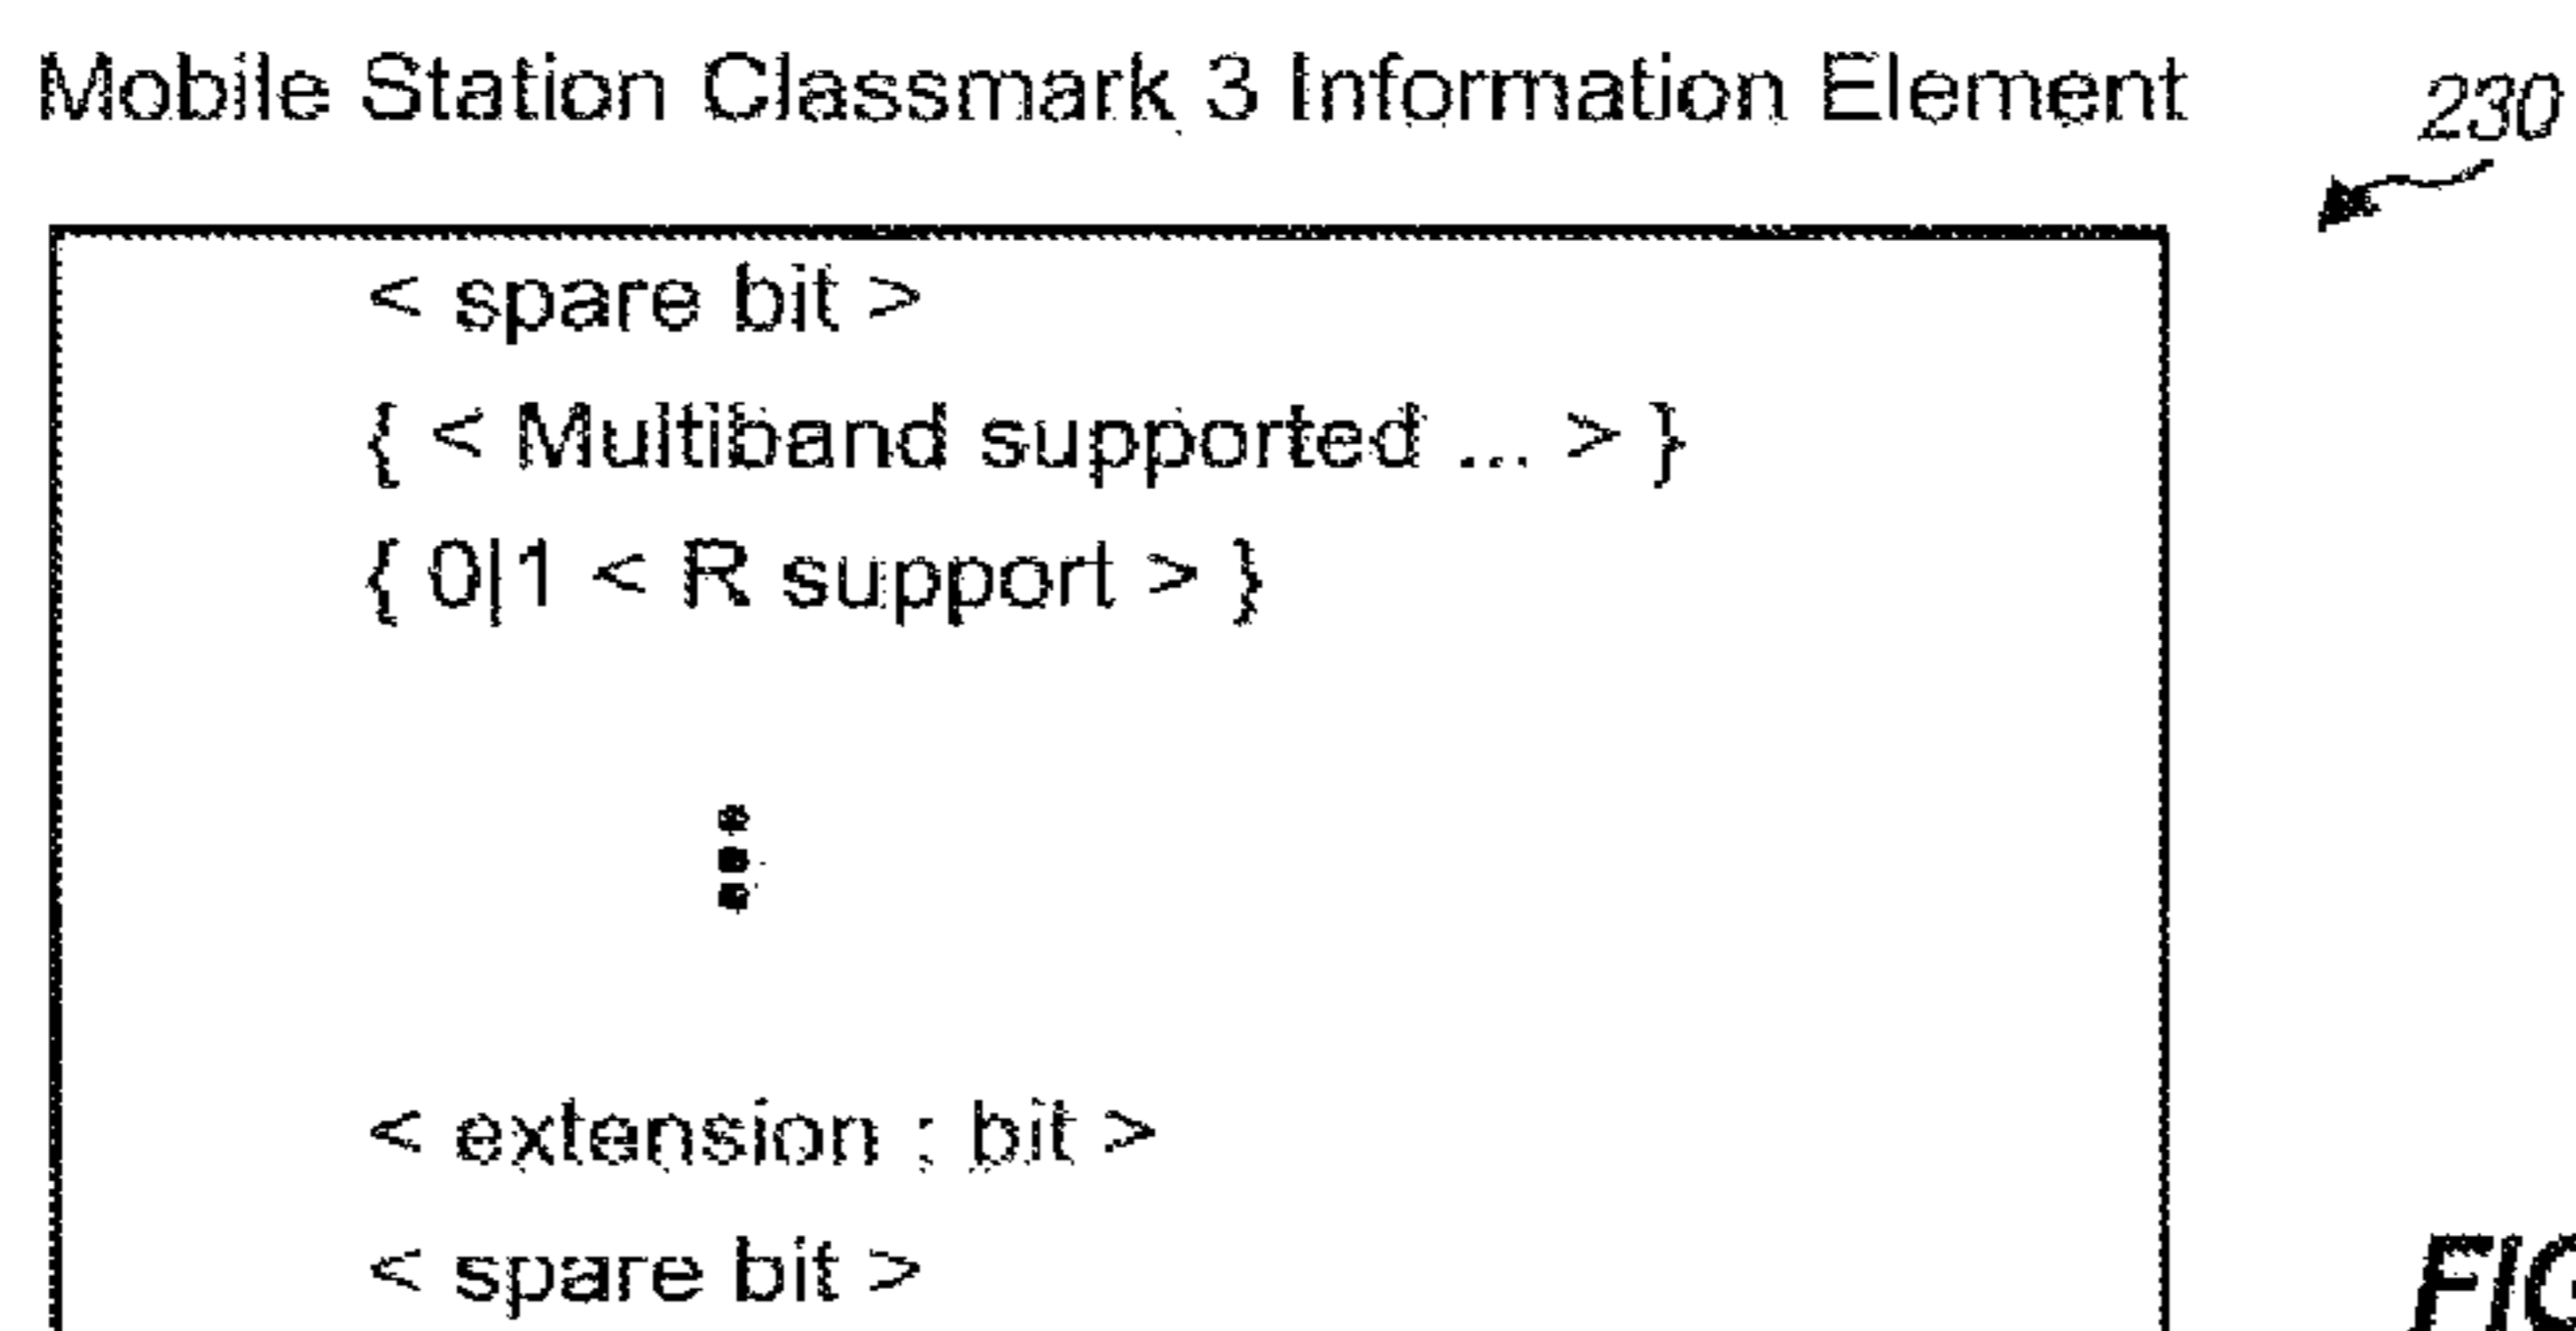 Mobile Station Classmark 3 Information Element
230
< spare bit >
{ < Multiband supported ... > }
{ 0|1 < R support > }
< extension : bit >
< spare bit >